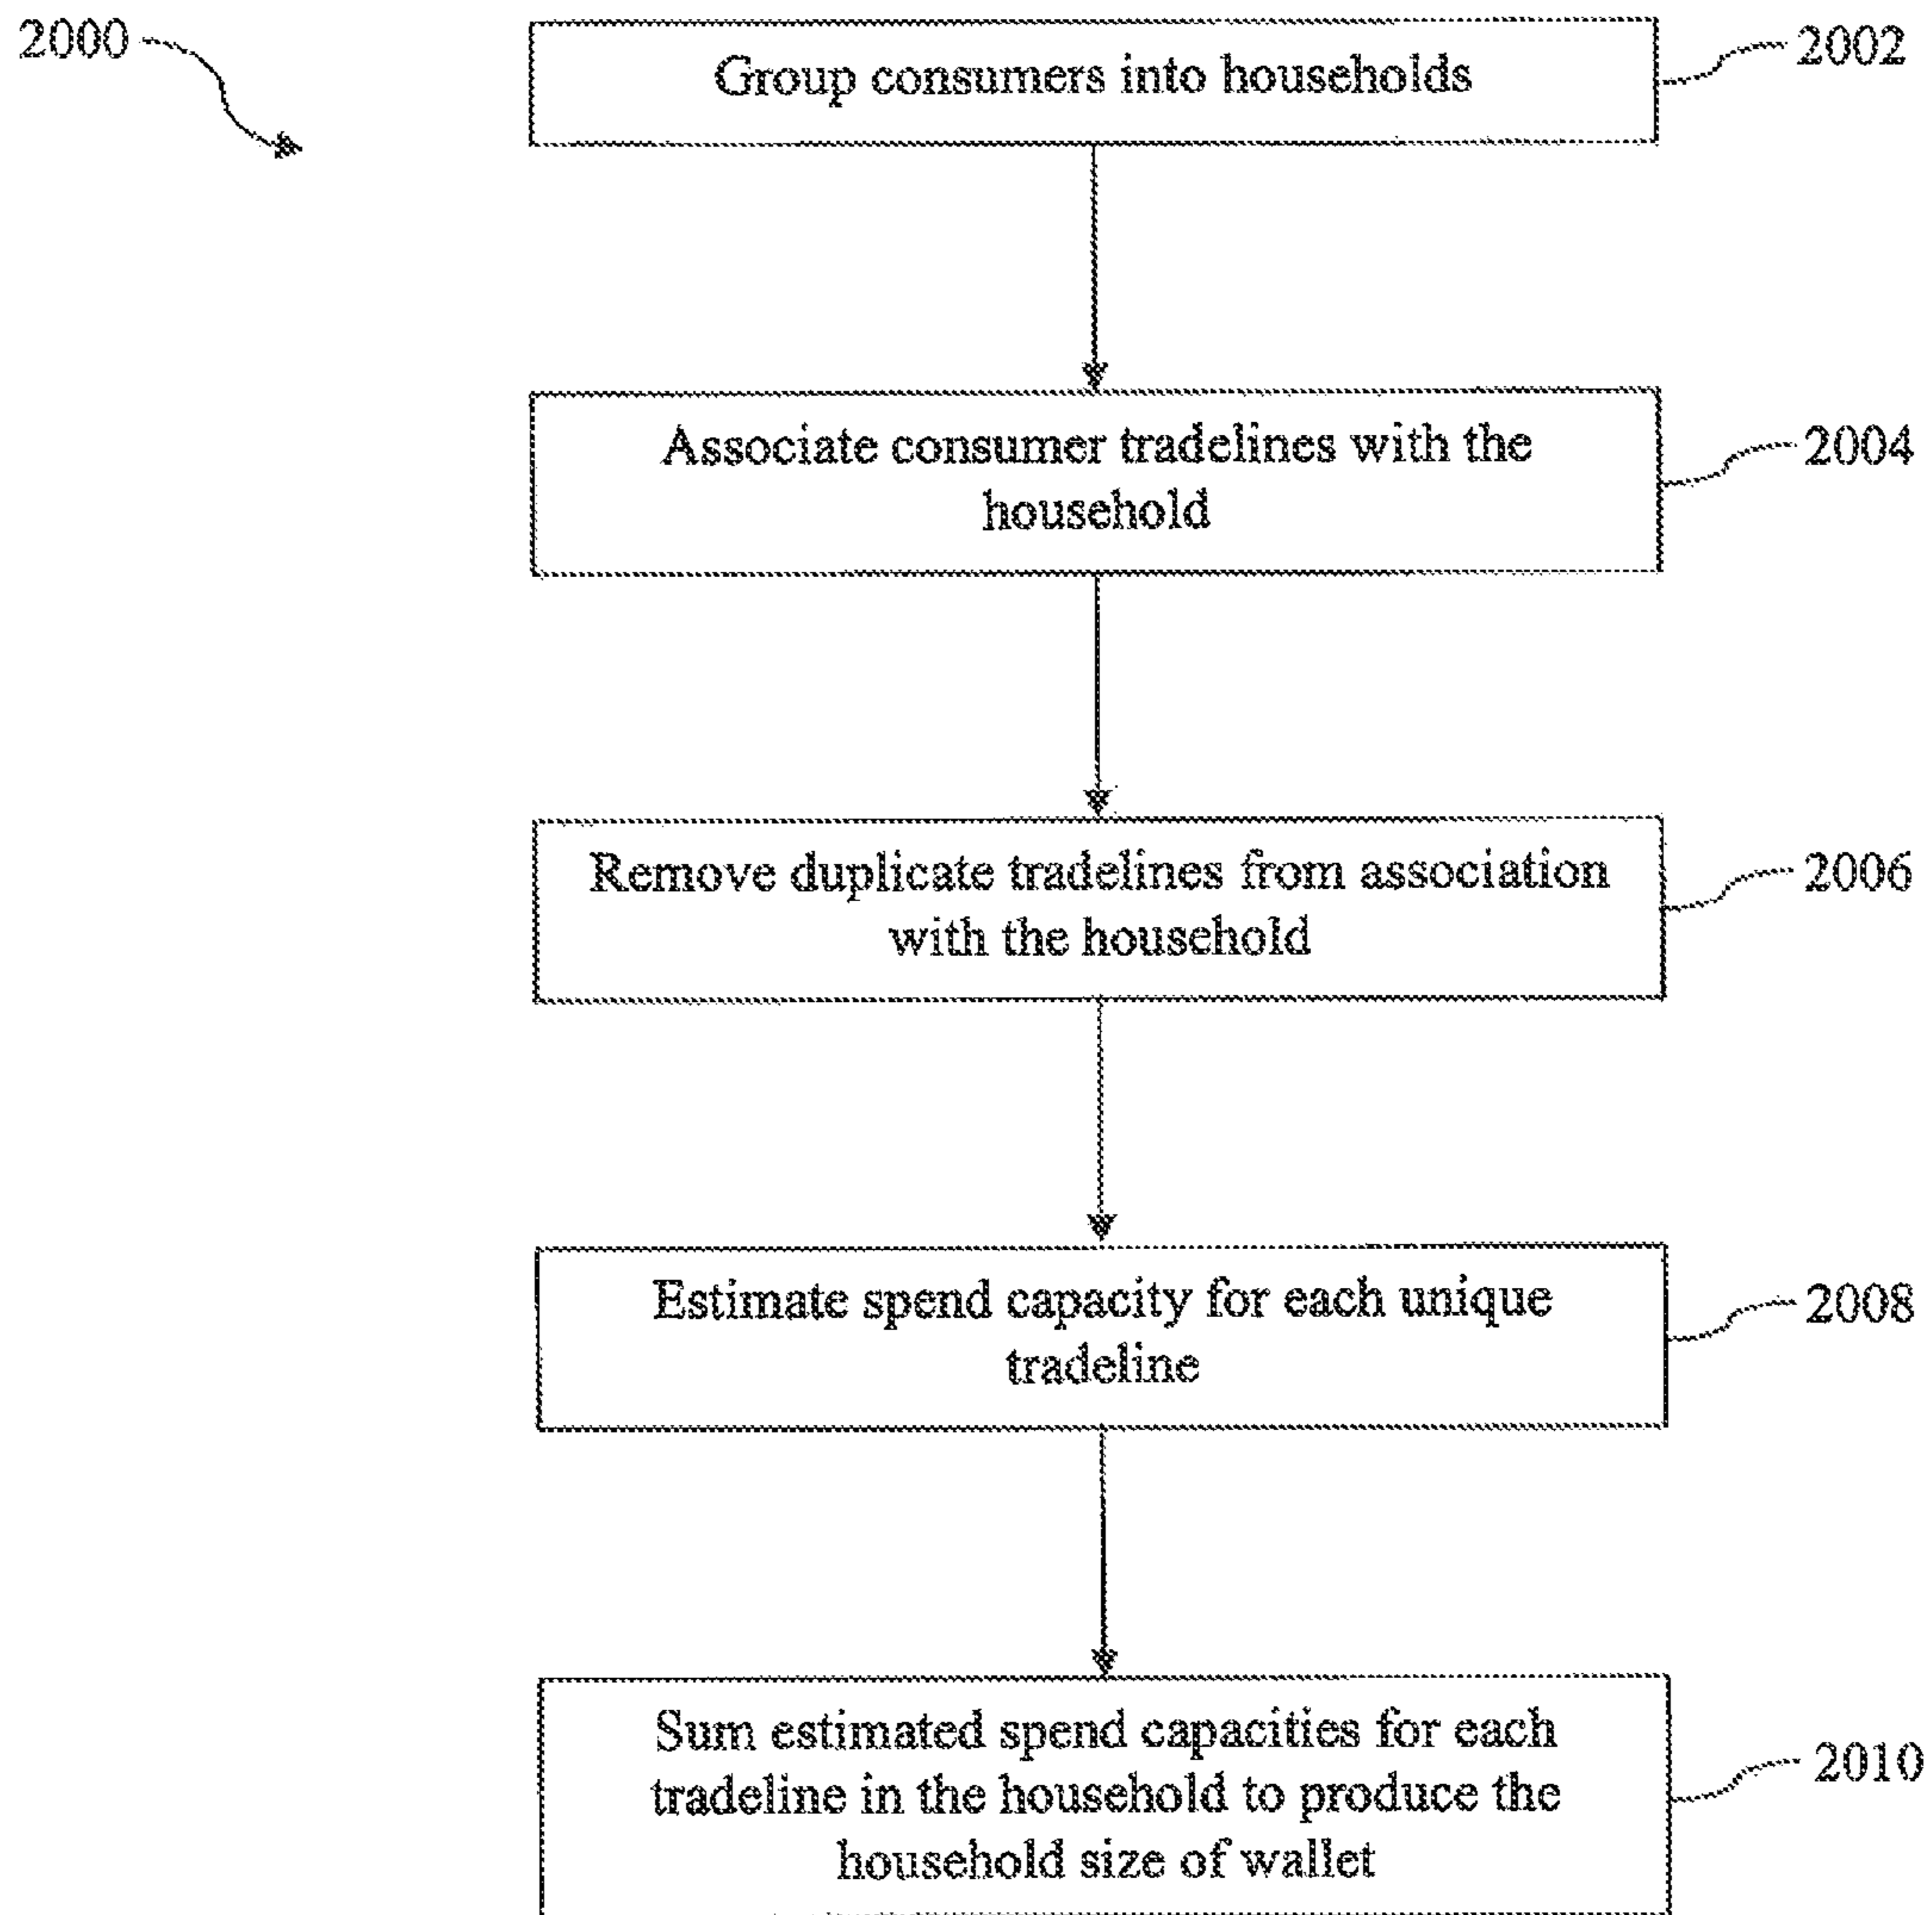 2000
Group consumers into households
2002
Associate consumer tradelines with the
household
2004
Remove duplicate tradelines from association
with the household
2006
Estimate spend capacity for each unique
tradeline
2008
Sum estimated spend capacities for each
tradeline in the household to produce the
household size of wallet
2010